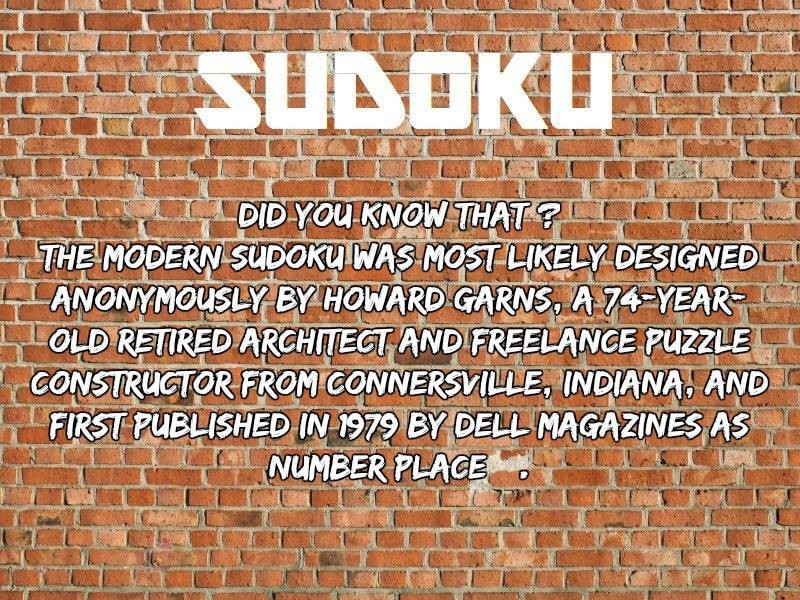 SUDOKU
DID YOU KNOW THAT ?
THE MODERN SUDOKU WAS MOST LIKELY DESIGNED
ANONYMOUSLY BY HOWARD GARNS, A 74-YEAR-
OLD RETIRED ARCHITECT AND FREELANCE PUZZLE
CONSTRUCTOR FROM CONNERSVILLE, INDIANA, AND
FIRST PUBLISHED IN 1979 BY DELL MAGAZINES AS
NUMBER PLACE .